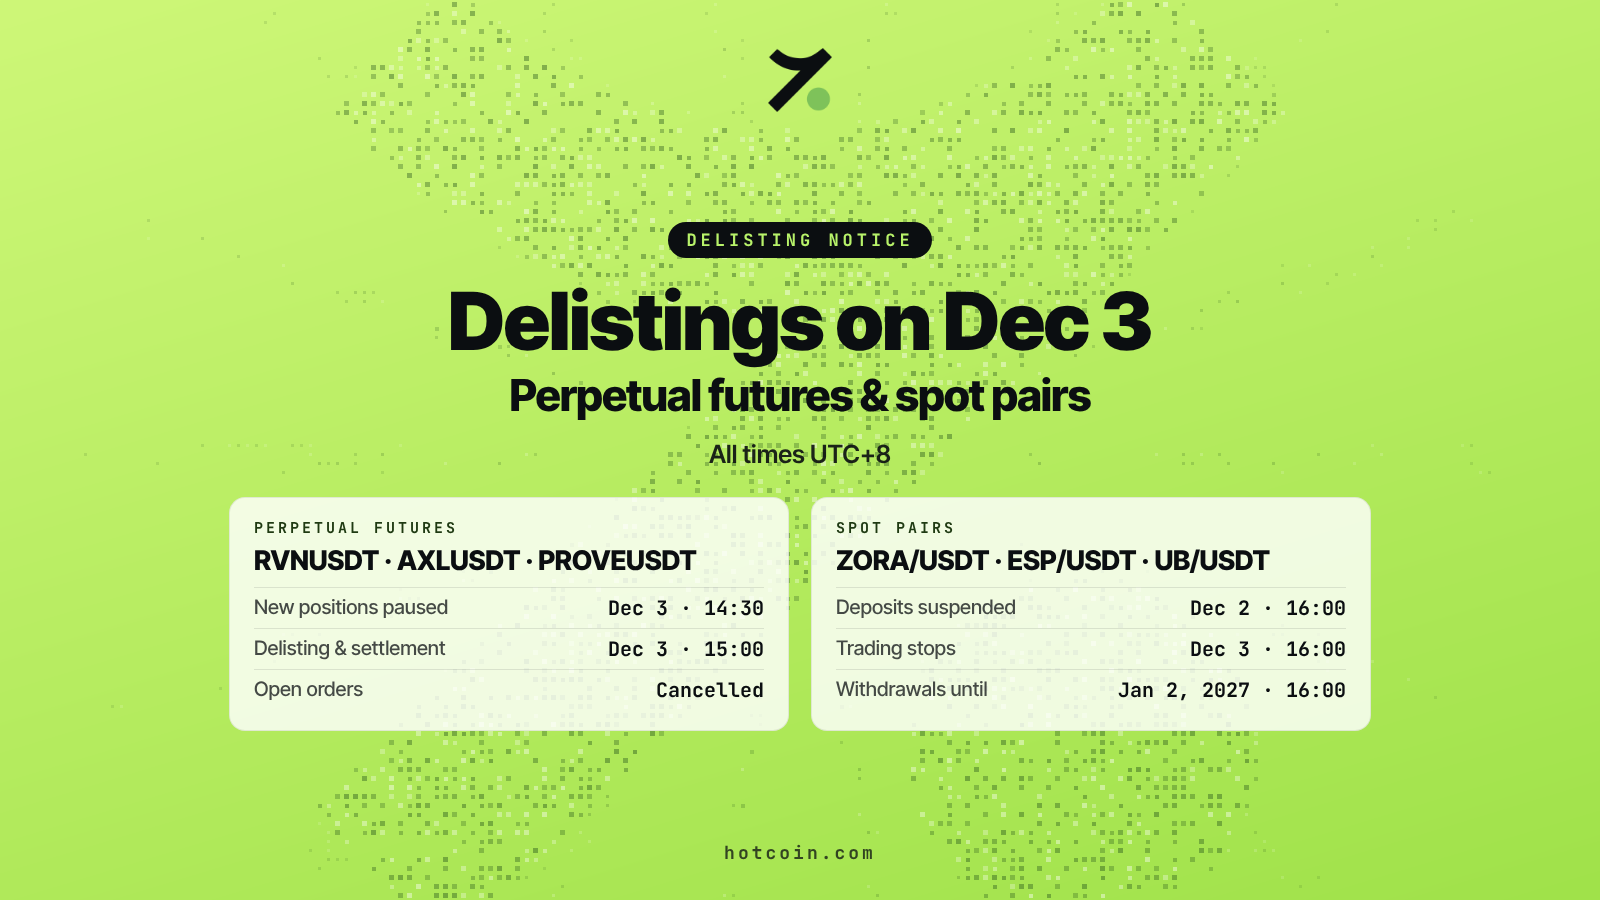 DELISTING NOTICE
Delistings on Dec 3
Perpetual futures & spot pairs
All times UTC+8
PERPETUAL FUTURES
RVNUSDT · AXLUSDT · PROVEUSDT
New positions paused Dec 3 · 14:30
Delisting & settlement Dec 3 · 15:00
Open orders Cancelled
SPOT PAIRS
ZORA/USDT · ESP/USDT · UB/USDT
Deposits suspended Dec 2 · 16:00
Trading stops Dec 3 · 16:00
Withdrawals until Jan 2, 2027 · 16:00
hotcoin.com